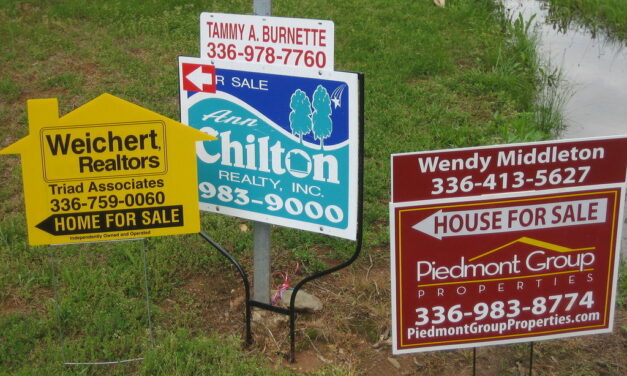 Weichert,
Realtors
Triad Associates
336-759-0060
HOME FOR SALE
Independently Owned and Operated
TAMMY A. BURNETTE
336-978-7760
R SALE
Ann
Chilton
REALTY, INC.
983-9000
Wendy Middleton
336-413-5627
HOUSE FOR SALE
Piedmont Group
PROPERTIES
336-983-8774
PiedmontGroupProperties.com